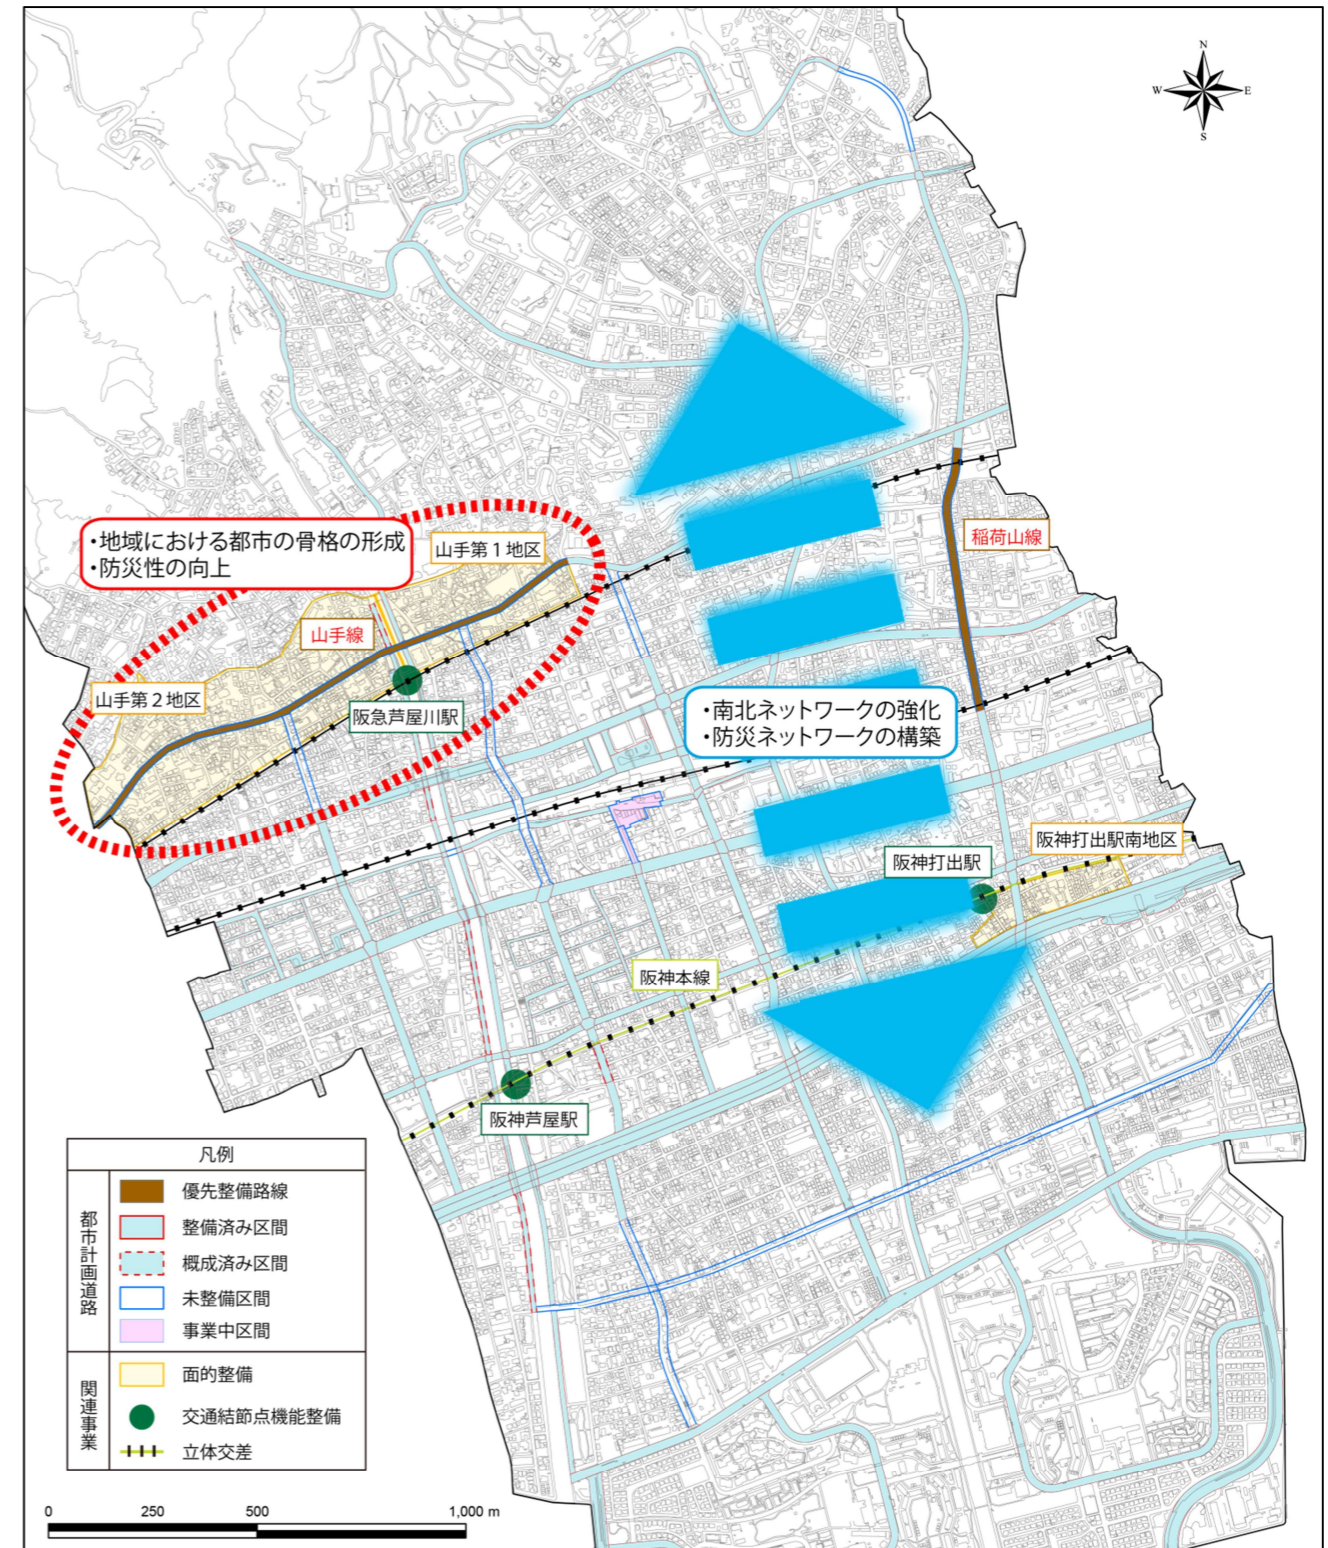 N
W
E
S
・地域における都市の骨格の形成
・防災性の向上
山手第1地区
稲荷山線
山手線
山手第2地区
阪急芦屋川駅
・南北ネットワークの強化
・防災ネットワークの構築
阪神打出駅南地区
阪神打出駅
阪神本線
阪神芦屋駅
凡例
都市計画道路
優先整備路線
整備済み区間
概成済み区間
未整備区間
事業中区間
関連事業
面的整備
交通結節点機能整備
立体交差
0 250 500 1,000 m